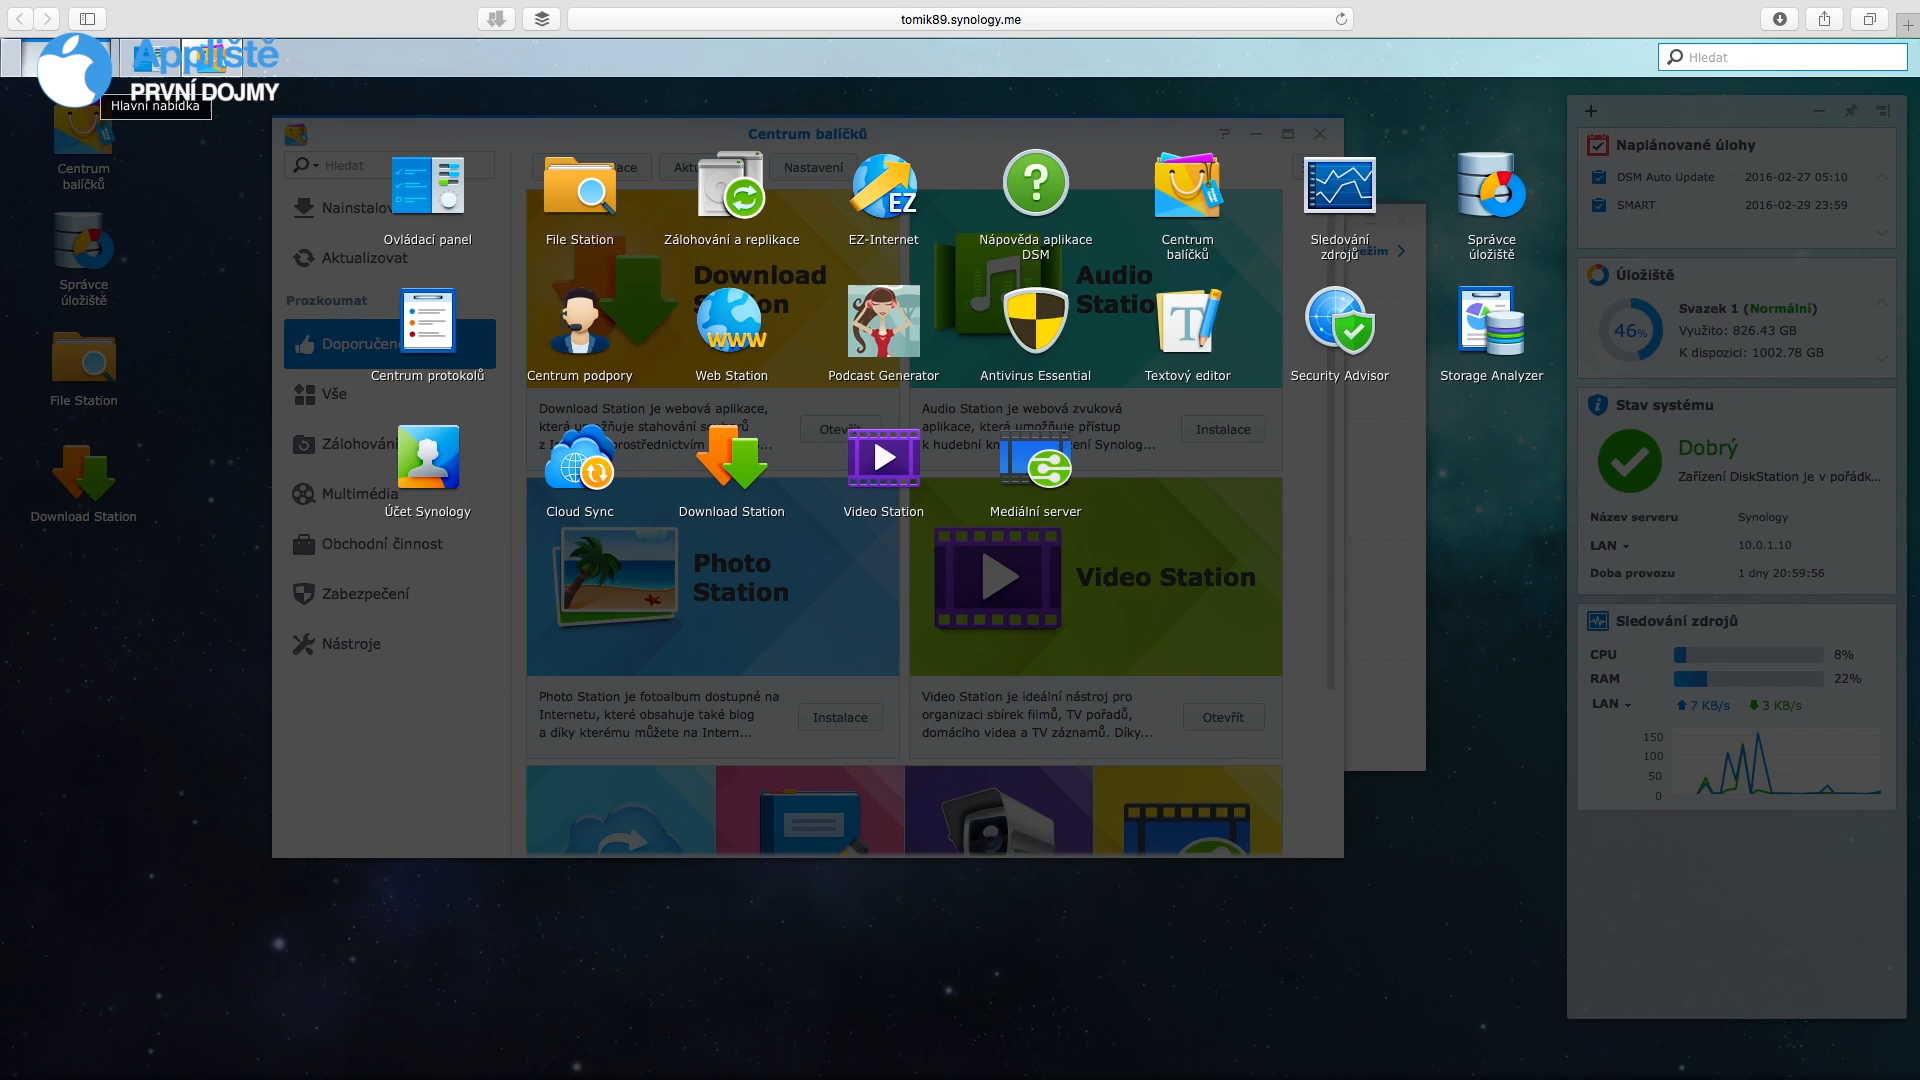 tomik89.synology.me
Appliště
PRVNÍ DOJMY
Hlavní nabídka
Hledat
Centrum
balíčků
Správce
úložiště
File Station
Download Station
Centrum balíčků
Hledat
Nastavení
Aktualizovat
Prozkoumat
Vše
Multimédia
Obchodní činnost
Zabezpečení
Nástroje
Ovládací panel
File Station
Zálohování a replikace
EZ
EZ-Internet
Nápověda aplikace
DSM
Centrum
balíčků
Sledování
zdrojů
Správce
úložiště
Centrum protokolů
Centrum podpory
WWW
Web Station
Podcast Generator
Antivirus Essential
Textový editor
Security Advisor
Storage Analyzer
Účet Synology
Cloud Sync
Download Station
Video Station
Mediální server
Download
Audio
Download Station je webová aplikace,
Audio Station je webová zvuková
aplikace, která umožňuje přístup
Instalace
Photo
Station
Photo Station je fotoalbum dostupné na
Internetu, které obsahuje také blog
a díky kterému můžete na Intern...
Instalace
Video Station
Video Station je ideální nástroj pro
organizaci sbírek filmů, TV pořadů,
domácího videa a TV záznamů. Díky...
Otevřít
Naplánované úlohy
DSM Auto Update 2016-02-27 05:10
SMART 2016-02-29 23:59
Úložiště
46%
Svazek 1 (Normální)
Využito: 826.43 GB
K dispozici: 1002.78 GB
Stav systému
Dobrý
Zařízení DiskStation je v pořádk...
Název serveru Synology
LAN 10.0.1.10
Doba provozu 1 dny 20:59:56
Sledování zdrojů
CPU 8%
RAM 22%
LAN 7 KB/s 3 KB/s
150
100
50
0